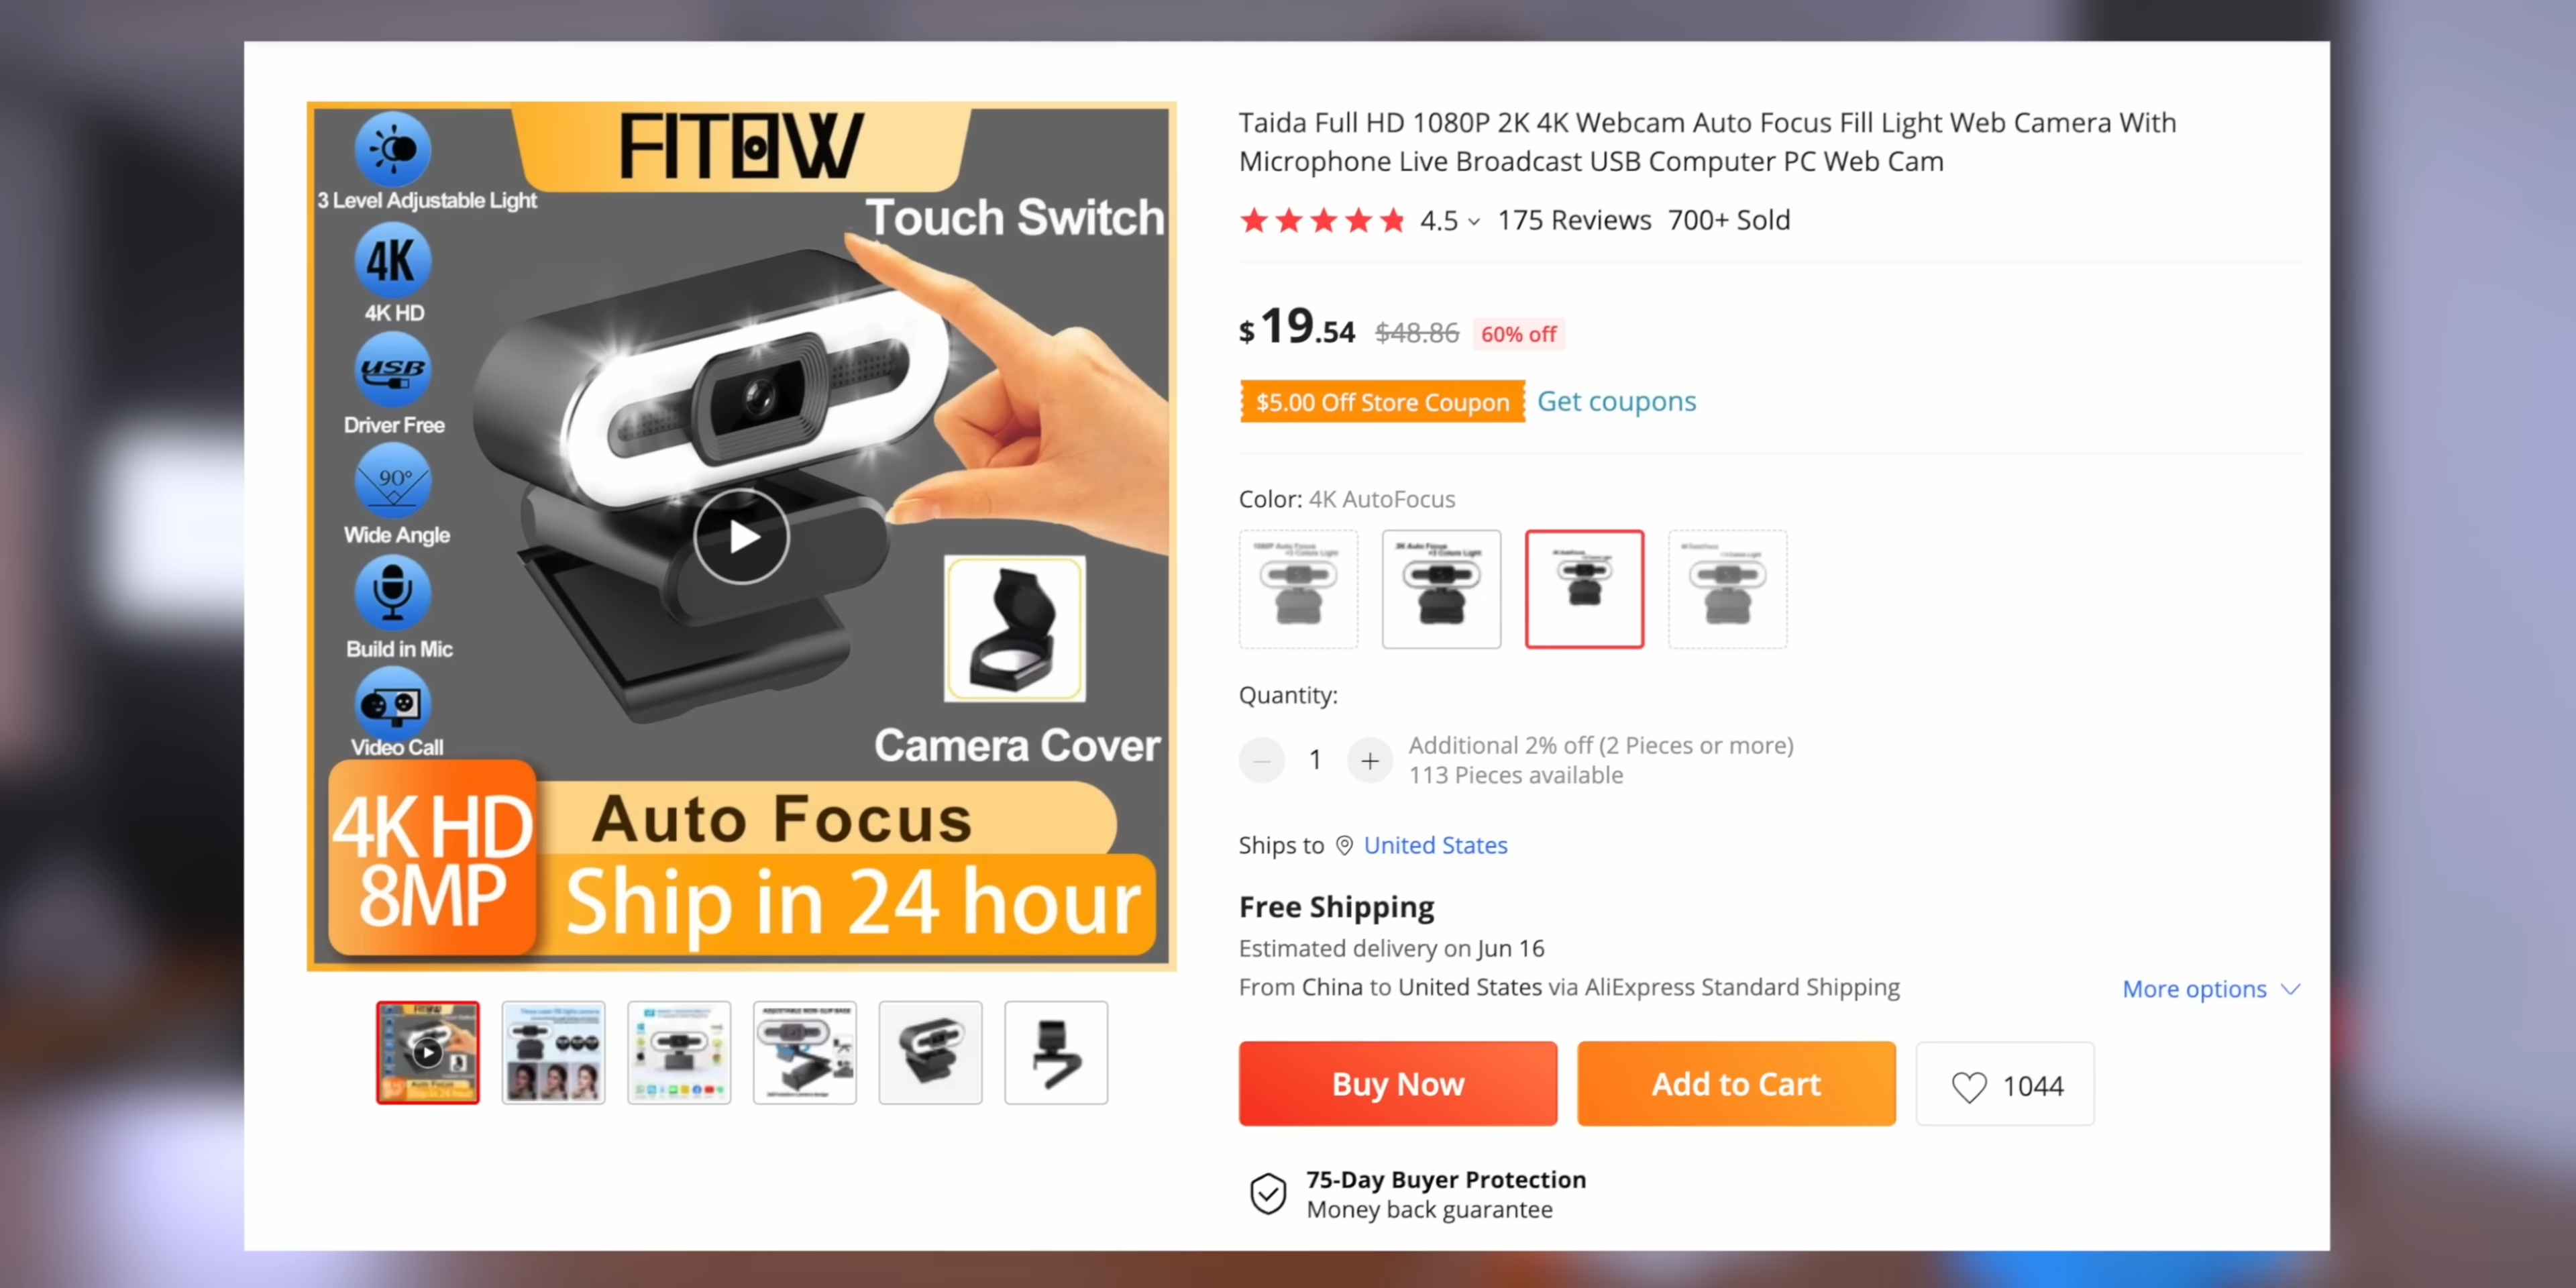 FITOW
3 Level Adjustable Light
Touch Switch
4K
4K HD
USB
Driver Free
90°
Wide Angle
Build in Mic
Video Call
Camera Cover
4K HD
8MP
Auto Focus
Ship in 24 hour
Taida Full HD 1080P 2K 4K Webcam Auto Focus Fill Light Web Camera With
Microphone Live Broadcast USB Computer PC Web Cam
4.5 175 Reviews 700+ Sold
$19.54 $48.86 60% off
$5.00 Off Store Coupon Get coupons
Color: 4K AutoFocus
Quantity:
1
Additional 2% off (2 Pieces or more)
113 Pieces available
Ships to United States
Free Shipping
Estimated delivery on Jun 16
From China to United States via AliExpress Standard Shipping
More options
Buy Now
Add to Cart
1044
75-Day Buyer Protection
Money back guarantee